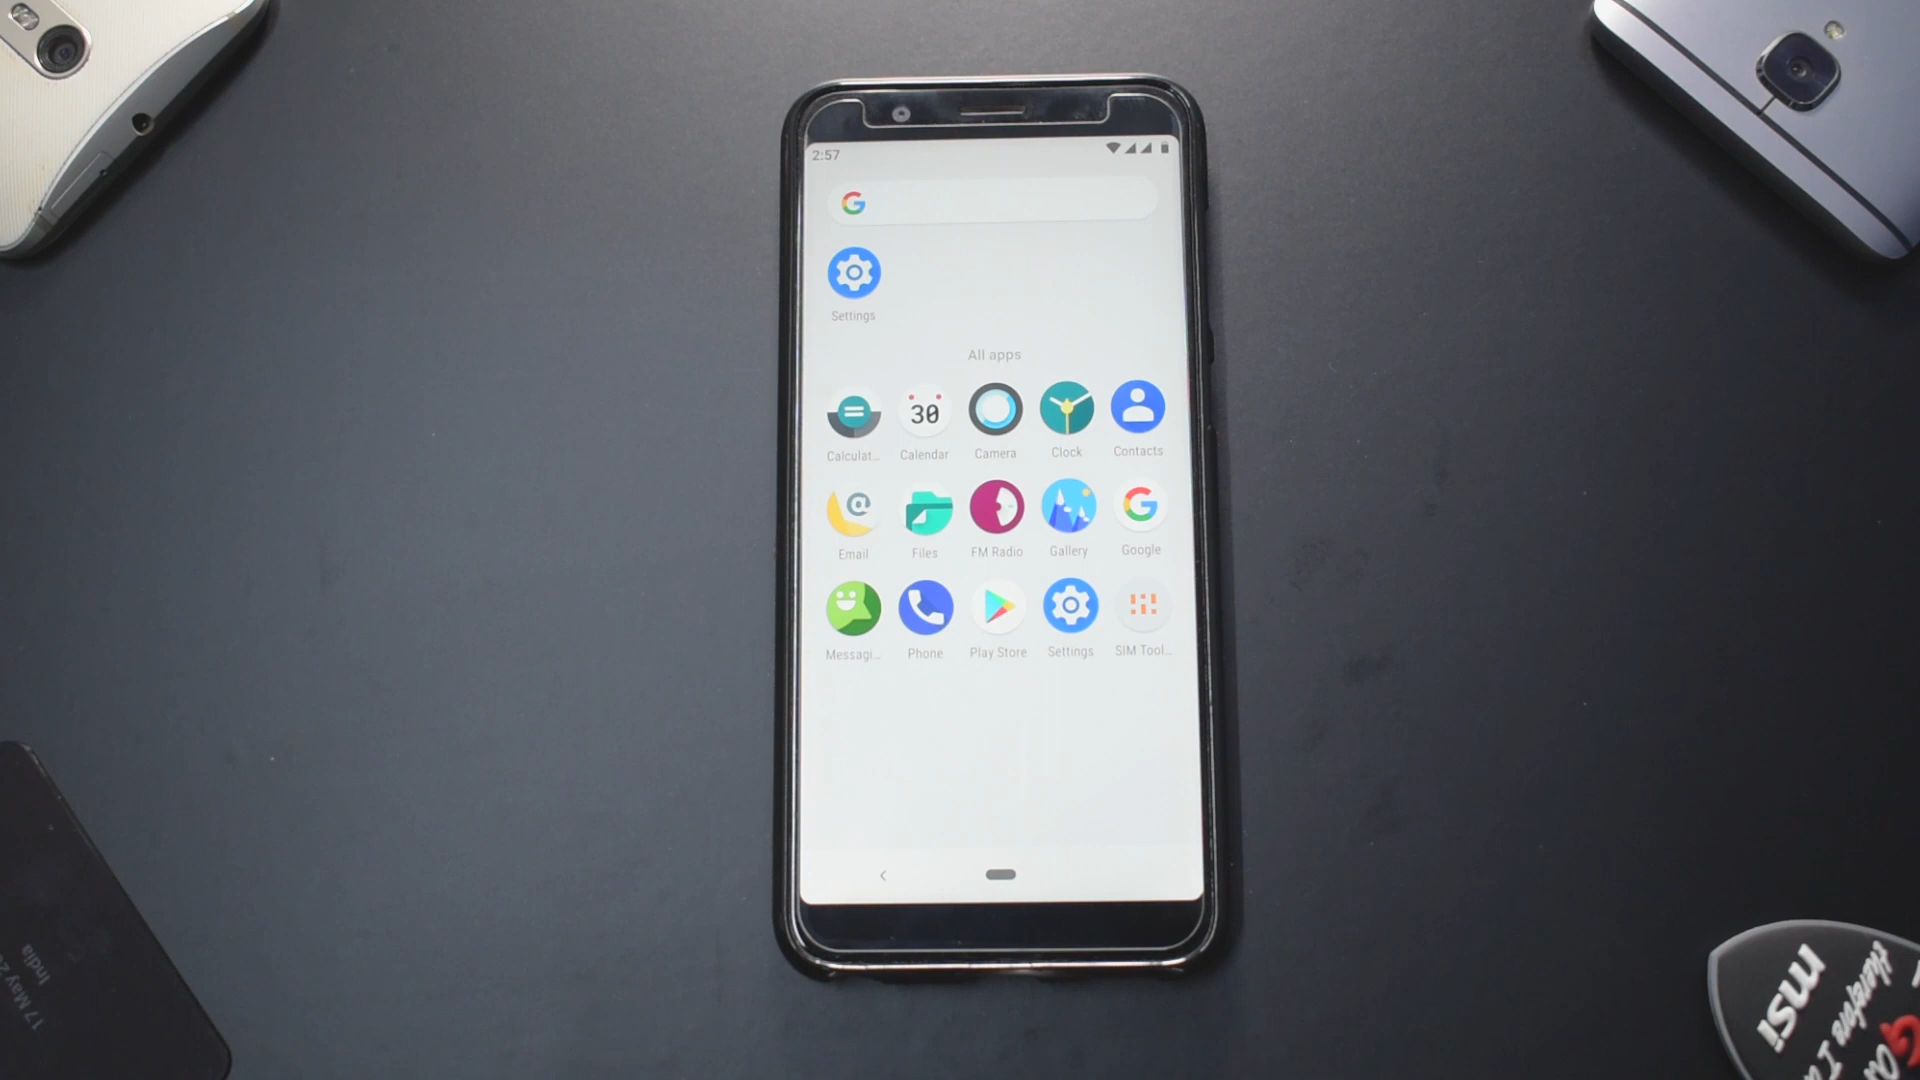 2:57
Settings
All apps
Calculat...
Calendar
Camera
Clock
Contacts
30
Email
Files
FM Radio
Gallery
Google
Messagi...
Phone
Play Store
Settings
SIM Tool...
17 May
India
msi
therefore I
G